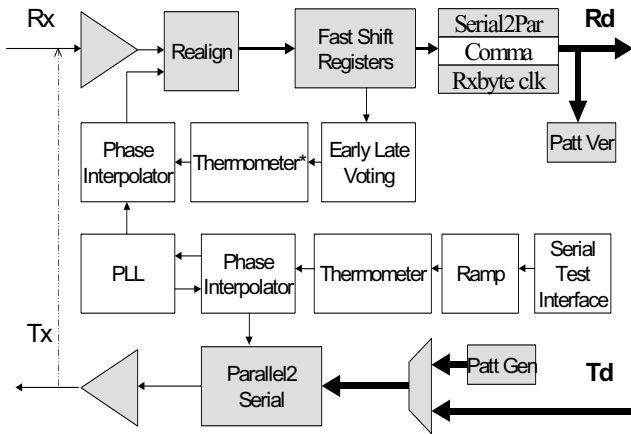 Rx
Realign
Fast Shift
Registers
Serial2Par
Comma
Rxbyte clk
Rd
Patt Ver
Phase
Interpolator
Thermometer*
Early Late
Voting
PLL
Phase
Interpolator
Thermometer
Ramp
Serial
Test
Interface
Tx
Parallel2
Serial
Patt Gen
Td